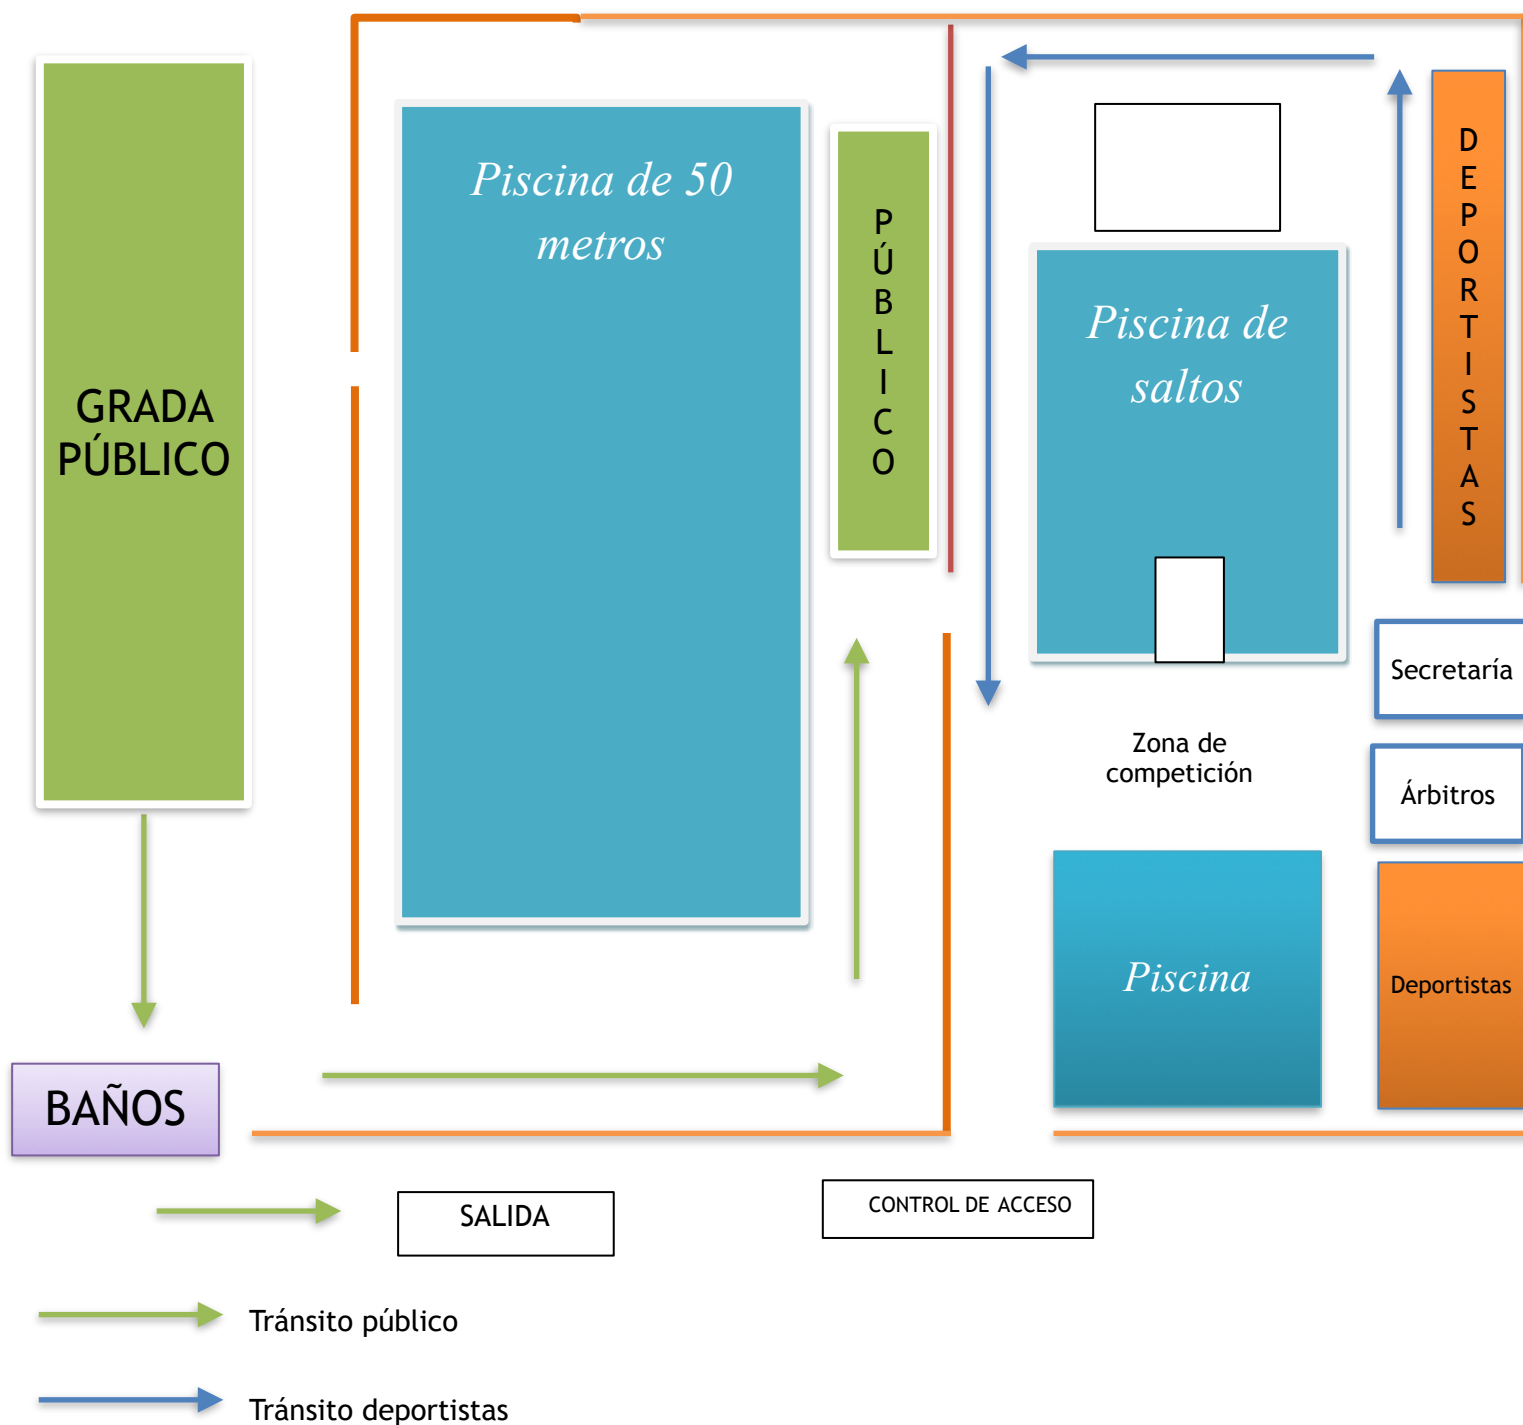 GRADA
PÚBLICO
Piscina de 50
metros
P
Ú
B
L
I
C
O
Piscina de
saltos
D
E
P
O
R
T
I
S
T
A
S
Secretaría
Zona de
competición
Árbitros
Piscina
Deportistas
BAÑOS
SALIDA
CONTROL DE ACCESO
Tránsito público
Tránsito deportistas